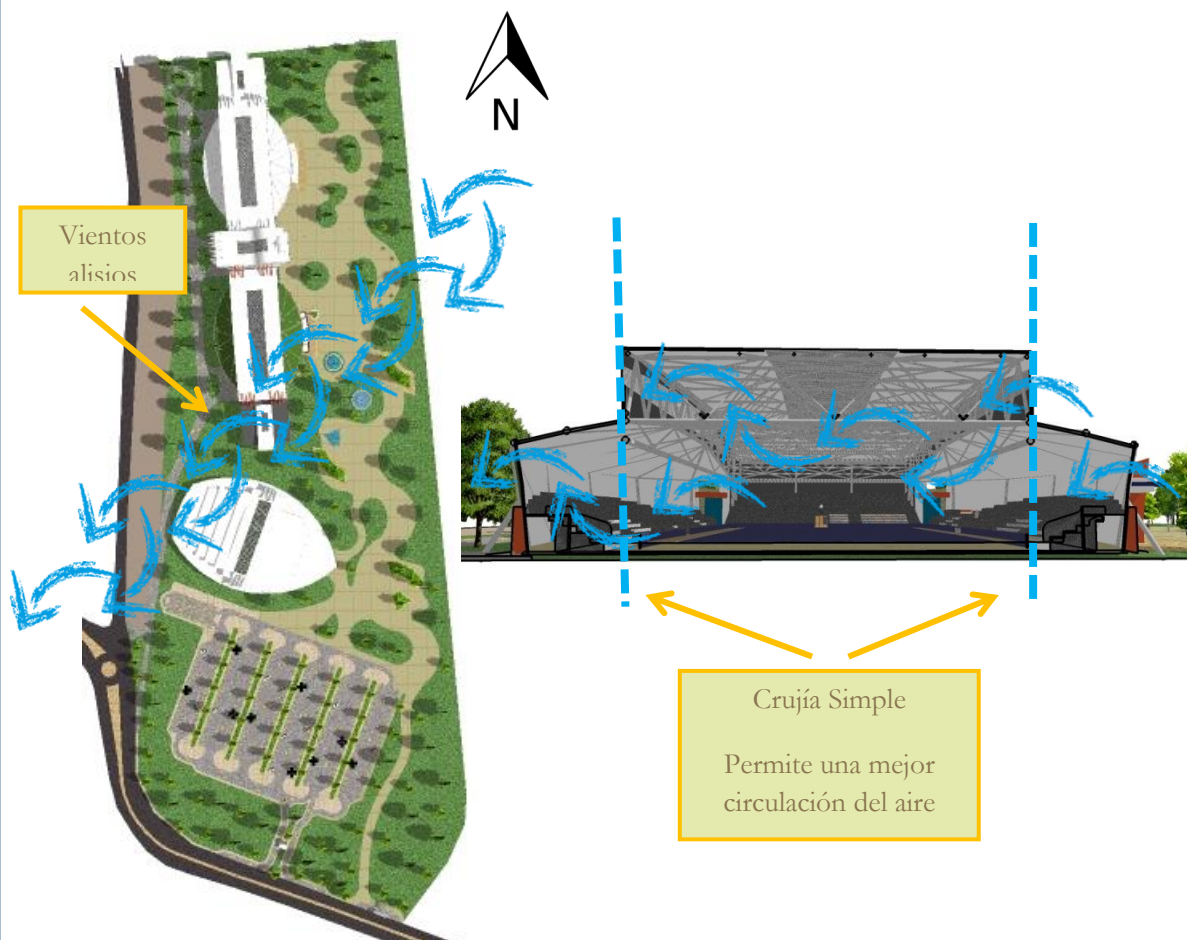 N
Vientos
alisios
Crujía Simple
Permite una mejor
circulación del aire